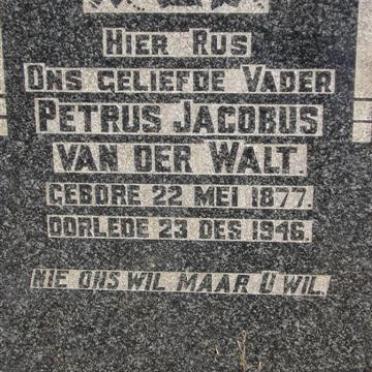 HIER RUS
ONS GELIEFDE VADER
PETRUS JACOBUS
VAN DER WALT.
GEBORE 22 MEI 1877.
OORLEDE 23 DES 1946.
NIE ONS WIL MAAR U WIL.